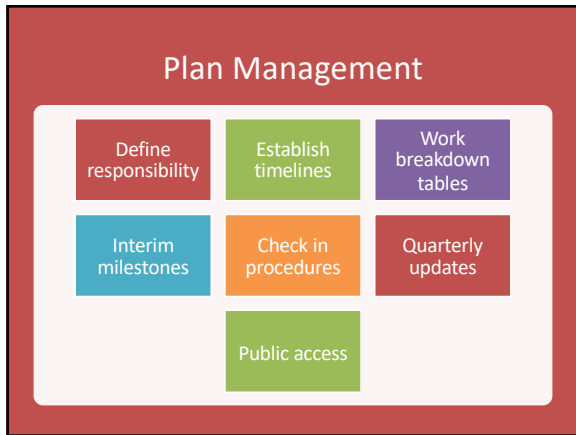 Plan Management
Define
responsibility
Establish
timelines
Work
breakdown
tables
Interim
milestones
Check in
procedures
Quarterly
updates
Public access